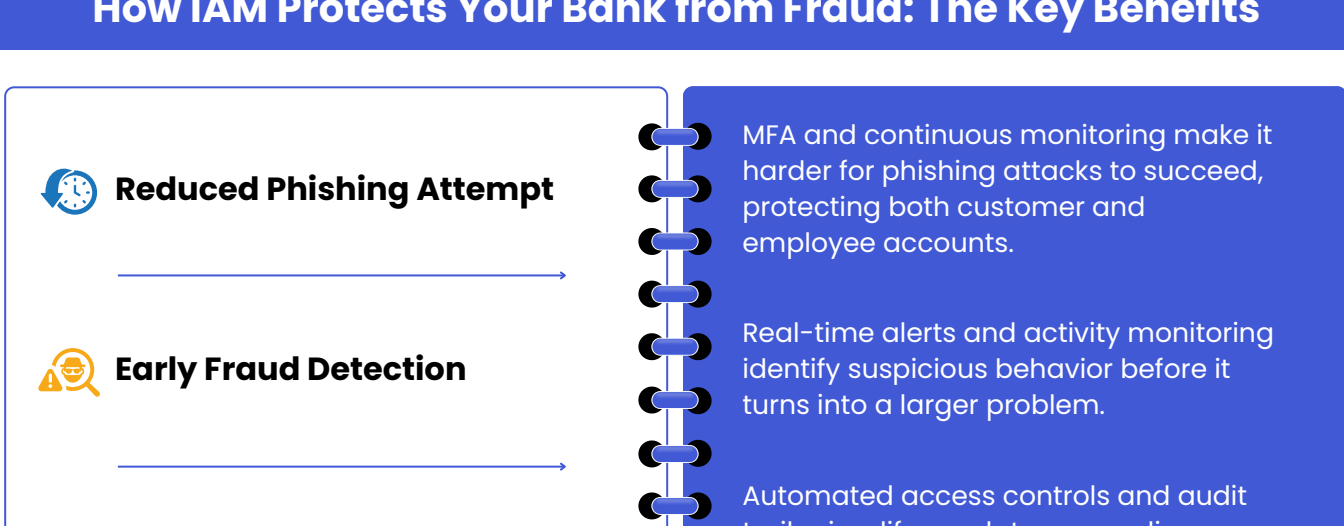 How IAM Protects Your Bank from Fraud: The Key Benefits
Reduced Phishing Attempt
MFA and continuous monitoring make it
harder for phishing attacks to succeed,
protecting both customer and
employee accounts.
Early Fraud Detection
Real-time alerts and activity monitoring
identify suspicious behavior before it
turns into a larger problem.
Automated access controls and audit